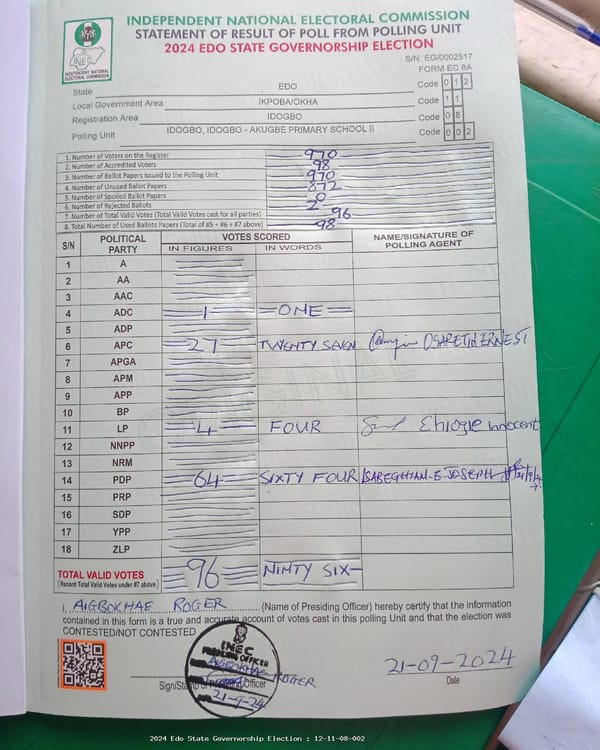 INDEPENDENT NATIONAL ELECTORAL COMMISSION
STATEMENT OF RESULT OF POLL FROM POLLING UNIT
2024 EDO STATE GOVERNORSHIP ELECTION
INEC
INDEPENDENT NATIONAL ELECTORAL COMMISSION
S/N: EG/0002517
FORM EC 8A
State EDO Code 0 1 2
Local Government Area IKPOBA/OKHA Code 1 1
Registration Area IDOGBO Code 0 8
Polling Unit IDOGBO, IDOGBO - AKUGBE PRIMARY SCHOOL II Code 0 0 2
1. Number of Voters on the Register 970
2. Number of Accredited Voters 98
3. Number of Ballot Papers Issued to the Polling Unit 970
4. Number of Unused Ballot Papers 872
5. Number of Spoiled Ballot Papers 0
6. Number of Rejected Ballots 2
7. Number of Total Valid Votes (Total Valid Votes cast for all parties) 96
8. Total Number of Used Ballots Papers (Total of #5 + #6 + #7 above) 98
S/N POLITICAL PARTY VOTES SCORED NAME/SIGNATURE OF POLLING AGENT
IN FIGURES IN WORDS
1 A
2 AA
3 AAC
4 ADC 1 ONE
5 ADP
6 APC 27 TWENTY SEVEN OSARETIN ERNEST
7 APGA
8 APM
9 APP
10 BP
11 LP 4 FOUR Ehiogie innocent
12 NNPP
13 NRM
14 PDP 64 SIXTY FOUR E. JOSEPH
15 PRP
16 SDP
17 YPP
18 ZLP
ORIGINAL
TOTAL VALID VOTES 96 NINTY SIX
(Record Total Valid Votes under #7 above)
I, AIGBOKHAE ROGER (Name of Presiding Officer) hereby certify that the information
contained in this form is a true and accurate account of votes cast in this polling Unit and that the election was
CONTESTED/NOT CONTESTED
INEC
PRESIDING OFFICER
AIGBOKHAE ROGER
21-9-24
21-09-2024
Sign/Stamp of Presiding Officer Date
2024 Edo State Governorship Election : 12-11-08-002